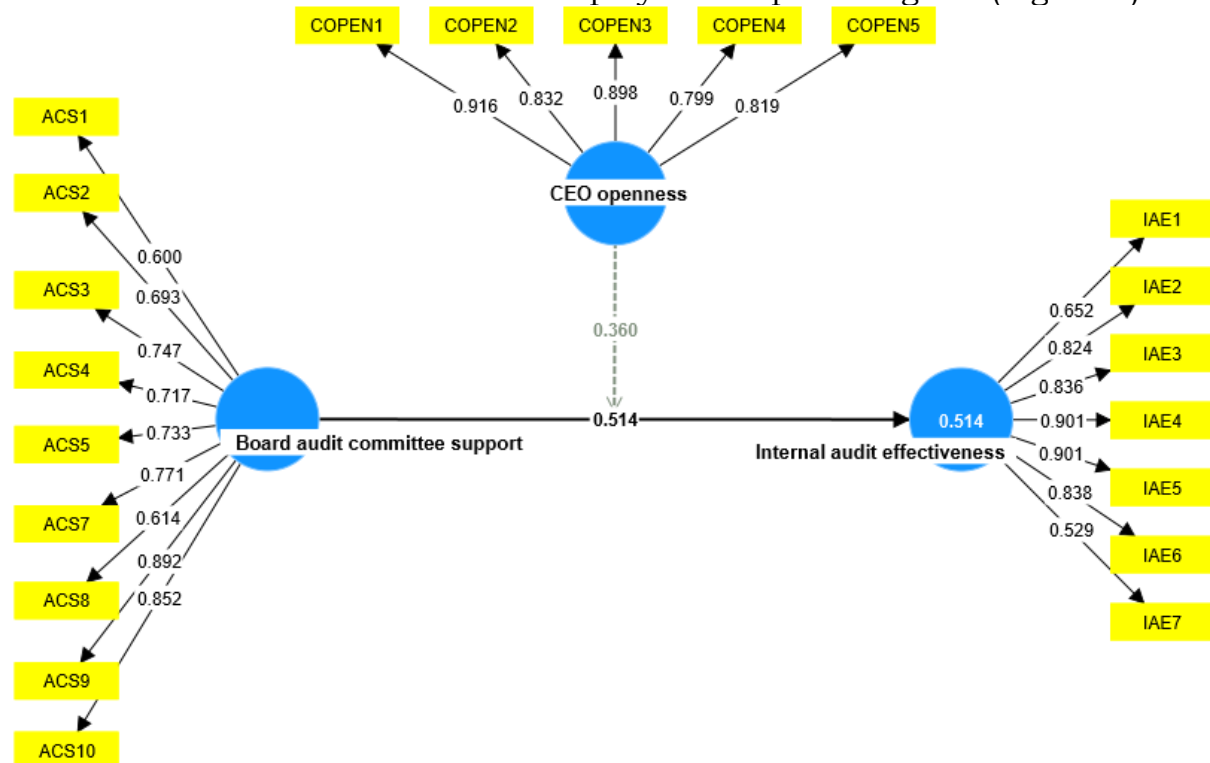 COPEN1 COPEN2 COPEN3 COPEN4 COPEN5
0.916 0.832 0.898 0.799 0.819
CEO openness
0.360
ACS1
ACS2
ACS3
ACS4
ACS5
ACS7
ACS8
ACS9
ACS10
0.600
0.693
0.747
0.717
0.733
0.771
0.614
0.892
0.852
Board audit committee support
0.514
0.514
Internal audit effectiveness
0.652
0.824
0.836
0.901
0.901
0.838
0.529
IAE1
IAE2
IAE3
IAE4
IAE5
IAE6
IAE7